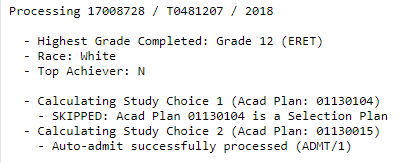 Processing 17008728 / T0481207 / 2018
- Highest Grade Completed: Grade 12 (ERET)
- Race: White
- Top Achiever: N
- Calculating Study Choice 1 (Acad Plan: 01130104)
- SKIPPED: Acad Plan 01130104 is a Selection Plan
- Calculating Study Choice 2 (Acad Plan: 01130015)
- Auto-admit successfully processed (ADMT/1)